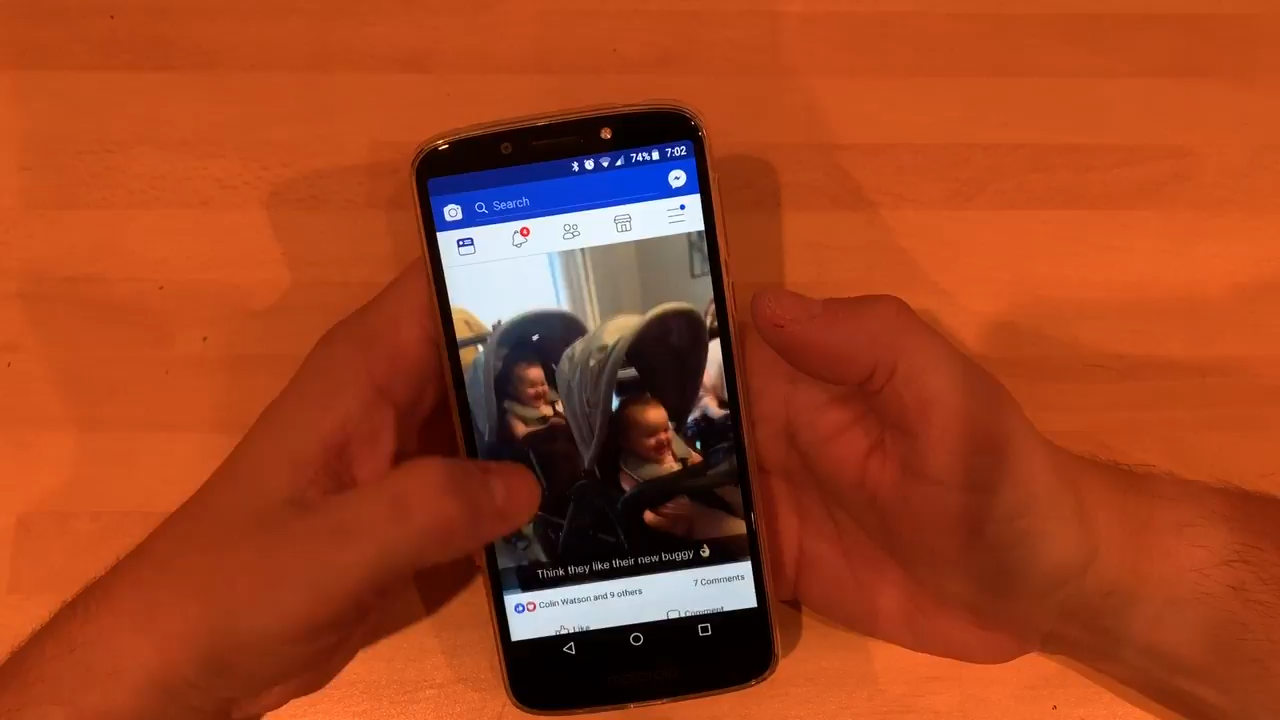 74% 7:02
Search
4
Think they like their new buggy 👌
Colin Watson and 9 others 7 Comments
Like Comment